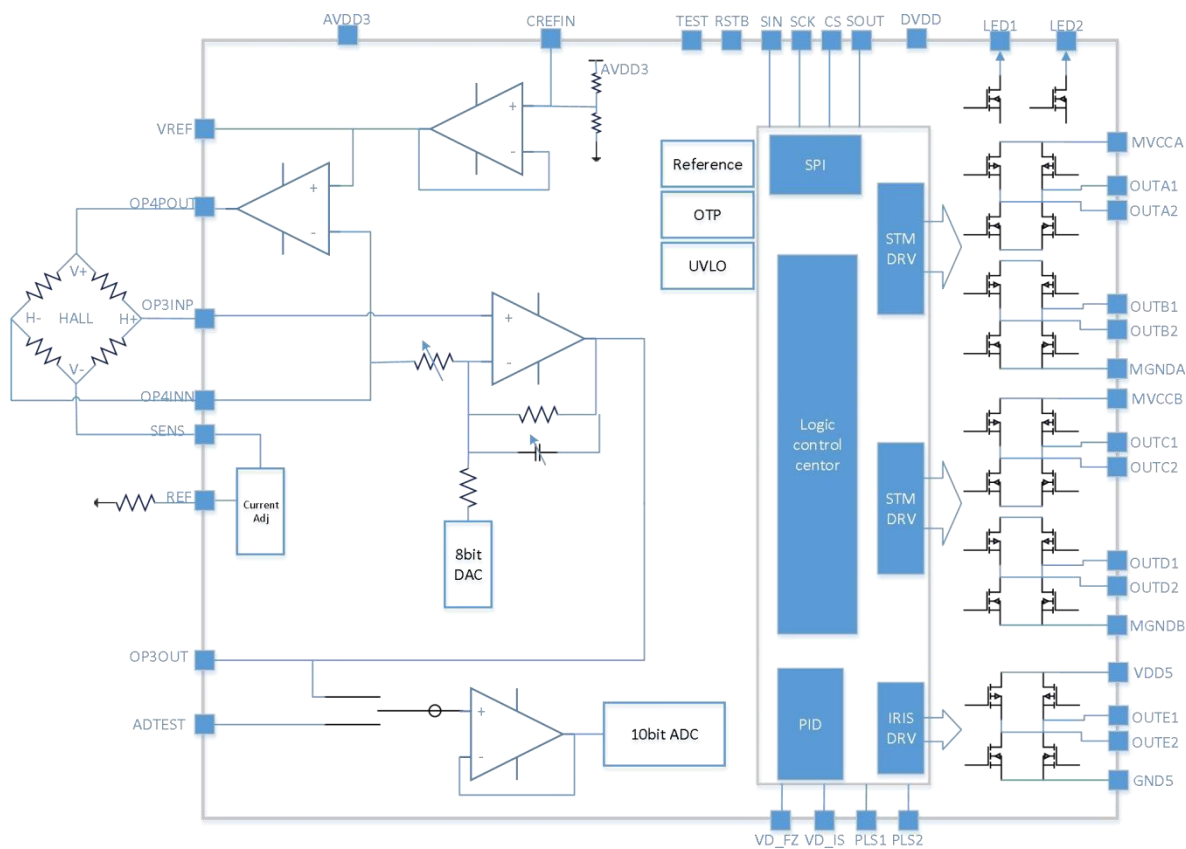 AVDD3
CREFIN
TEST
RSTB
SIN
SCK
CS
SOUT
DVDD
LED1
LED2
AVDD3
+
-
VREF
+
-
OP4POUT
V+
H-
HALL
H+
V-
OP3INP
+
-
OP4INN
SENS
REF
Current
Adj
8bit
DAC
OP3OUT
ADTEST
+
-
10bit ADC
Reference
OTP
UVLO
SPI
STM
DRV
Logic
control
centor
STM
DRV
PID
IRIS
DRV
MVCCA
OUTA1
OUTA2
OUTB1
OUTB2
MGNDA
MVCCB
OUTC1
OUTC2
OUTD1
OUTD2
MGNDB
VDD5
OUTE1
OUTE2
GND5
VD_FZ
VD_IS
PLS1
PLS2